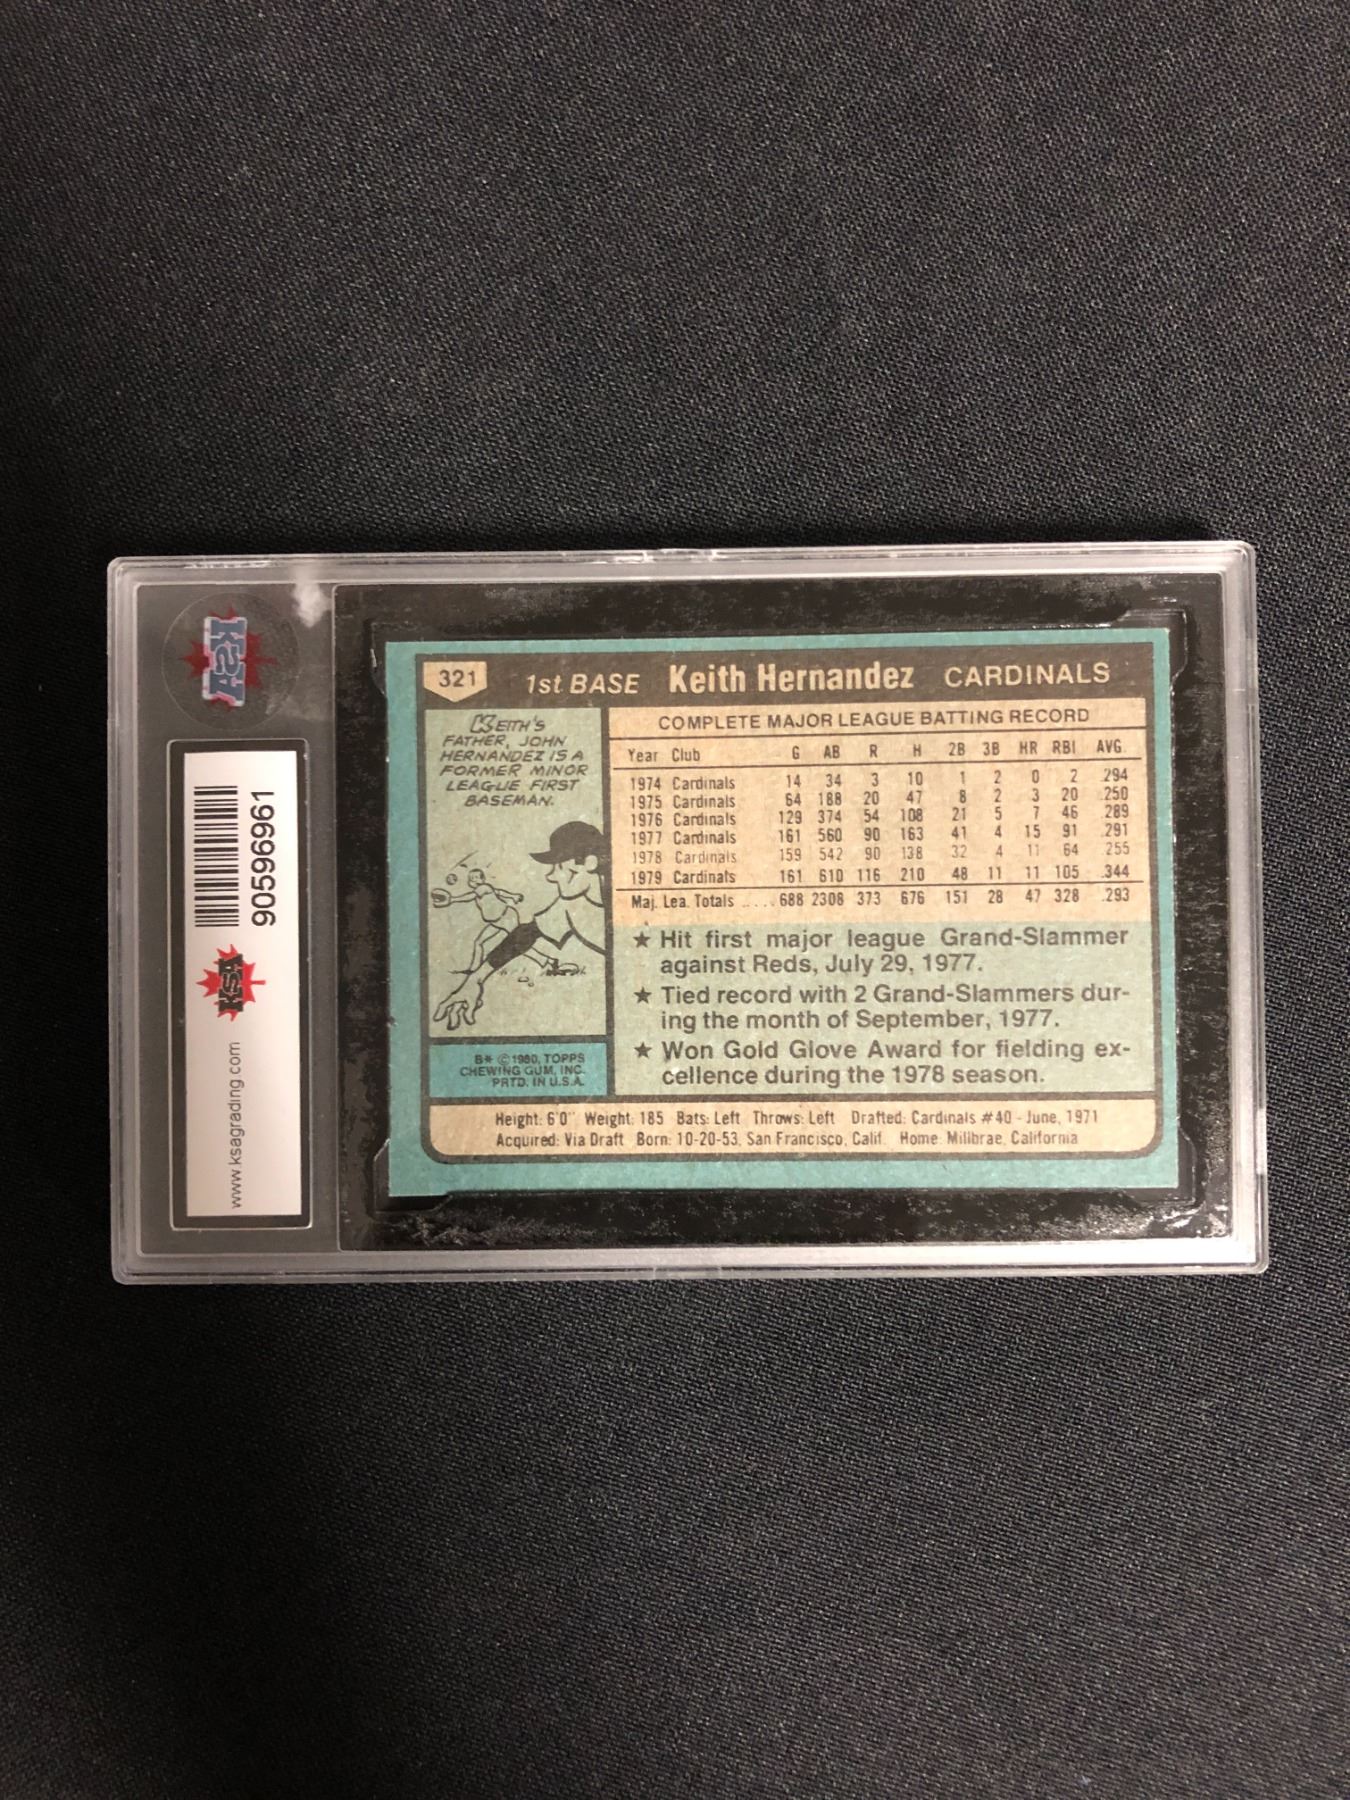 KSA
90596961
KSA
www.ksagrading.com
321 1st BASE Keith Hernandez CARDINALS
KEITH'S
FATHER, JOHN
HERNANDEZ IS A
FORMER MINOR
LEAGUE FIRST
BASEMAN.
B* © 1980, TOPPS
CHEWING GUM, INC.
PRTD. IN U.S.A.
COMPLETE MAJOR LEAGUE BATTING RECORD
Year Club G AB R H 2B 3B HR RBI AVG.
1974 Cardinals 14 34 3 10 1 2 0 2 .294
1975 Cardinals 64 188 20 47 8 2 3 20 .250
1976 Cardinals 129 374 54 108 21 5 7 46 .289
1977 Cardinals 161 560 90 163 41 4 15 91 .291
1978 Cardinals 159 542 90 138 32 4 11 64 .255
1979 Cardinals 161 610 116 210 48 11 11 105 .344
Maj. Lea. Totals ..... 688 2308 373 676 151 28 47 328 .293
★ Hit first major league Grand-Slammer
against Reds, July 29, 1977.
★ Tied record with 2 Grand-Slammers dur-
ing the month of September, 1977.
★ Won Gold Glove Award for fielding ex-
cellence during the 1978 season.
Height: 6'0" Weight: 185 Bats: Left Throws: Left Drafted: Cardinals #40 - June, 1971
Acquired: Via Draft Born: 10-20-53, San Francisco, Calif. Home: Millbrae, California